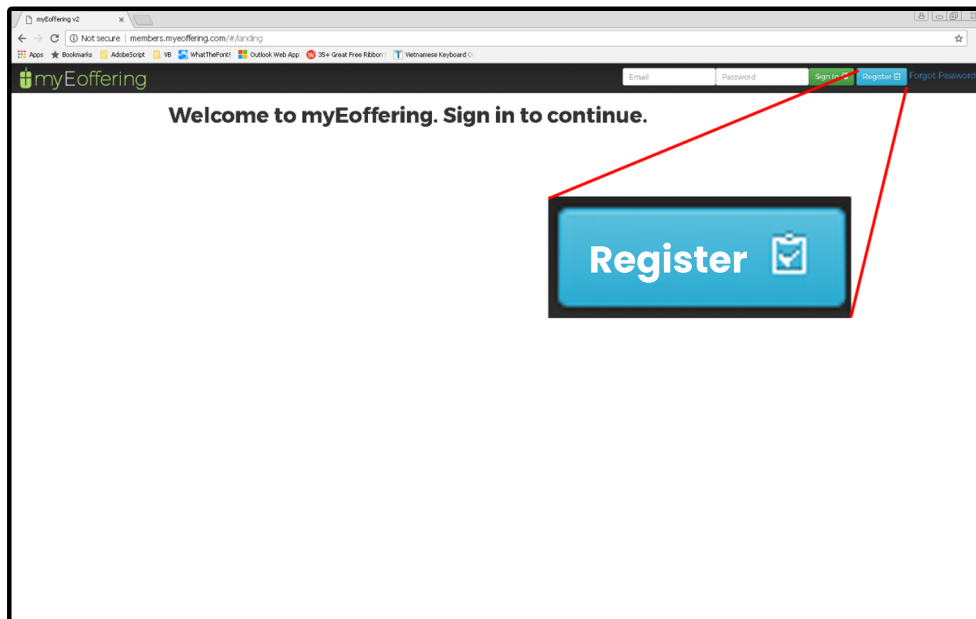 myEoffering v2
Not secure | members.myeoffering.com/#/landing
Apps Bookmarks AdobeScript VB WhatTheFont! Outlook Web App 35+ Great Free Ribbon Vietnamese Keyboard
myEoffering Email Password Sign In Register Forgot Password
Welcome to myEoffering. Sign in to continue.
Register